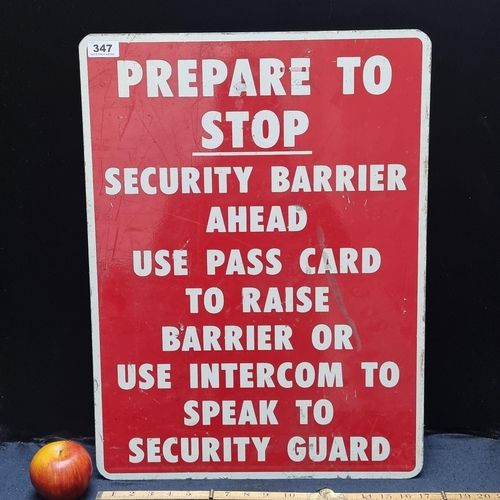 347
PREPARE TO
STOP
SECURITY BARRIER
AHEAD
USE PASS CARD
TO RAISE
BARRIER OR
USE INTERCOM TO
SPEAK TO
SECURITY GUARD